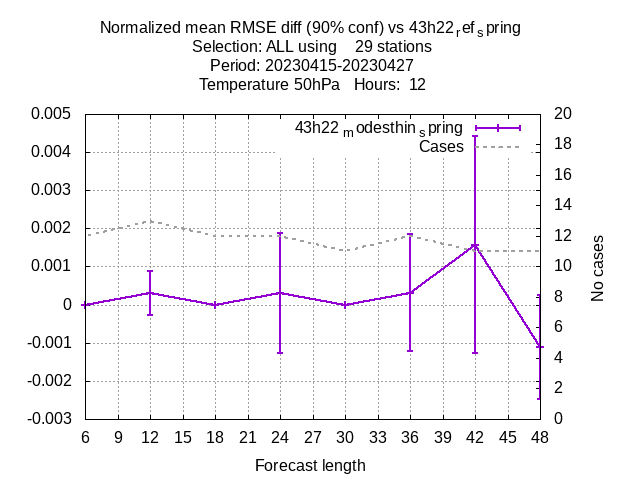 Normalized mean RMSE diff (90% conf) vs 43h22refspring
Selection: ALL using 29 stations
Period: 20230415-20230427
Temperature 50hPa Hours: 12
43h22modesthinspring
Cases
0.005
0.004
0.003
0.002
0.001
0
-0.001
-0.002
-0.003
20
18
16
14
12
10
8
6
4
2
0
No cases
6 9 12 15 18 21 24 27 30 33 36 39 42 45 48
Forecast length